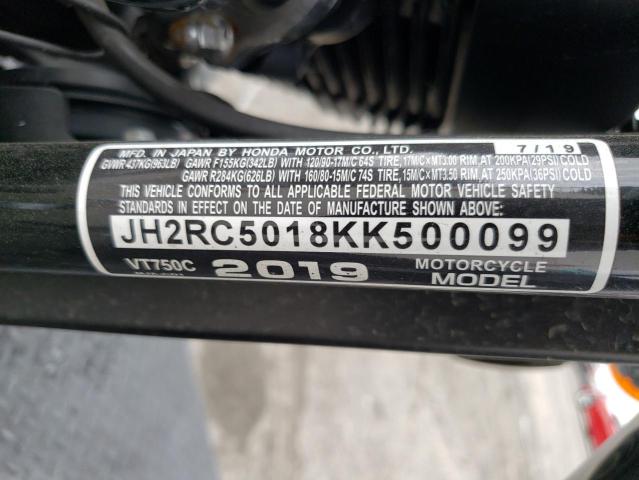 MFD. IN JAPAN BY HONDA MOTOR CO., LTD. 7/19
GVWR 437KG(963LB) GAWR F155KG(342LB) WITH 120/90-17M/C 64S TIRE, 17M/C×MT3.00 RIM, AT 200KPA(29PSI)COLD
GAWR R284KG(626LB) WITH 160/80-15M/C 74S TIRE, 15M/C×MT3.50 RIM, AT 250KPA(36PSI)COLD
THIS VEHICLE CONFORMS TO ALL APPLICABLE FEDERAL MOTOR VEHICLE SAFETY
STANDARDS IN EFFECT ON THE DATE OF MANUFACTURE SHOWN ABOVE:
JH2RC5018KK500099
VT750C 2019 MOTORCYCLE
MODEL